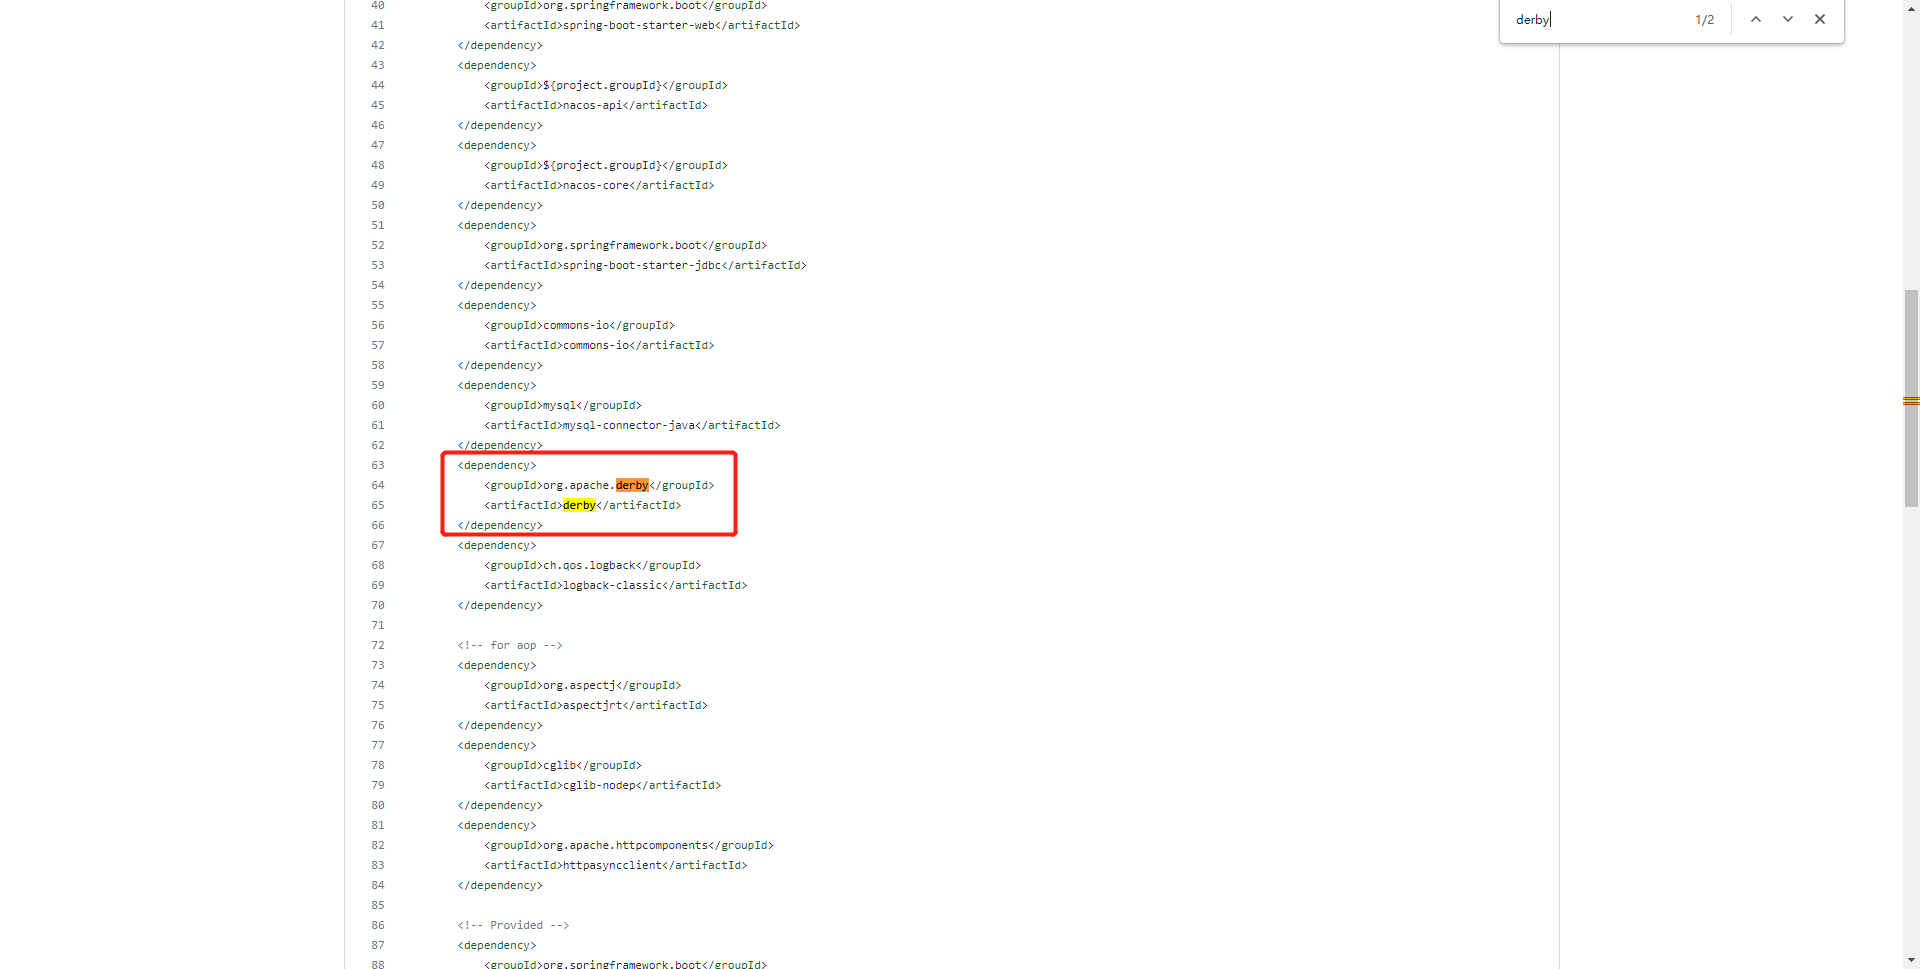 derby 1/2
40 <groupId>org.springframework.boot</groupId>
41 <artifactId>spring-boot-starter-web</artifactId>
42 </dependency>
43 <dependency>
44 <groupId>${project.groupId}</groupId>
45 <artifactId>nacos-api</artifactId>
46 </dependency>
47 <dependency>
48 <groupId>${project.groupId}</groupId>
49 <artifactId>nacos-core</artifactId>
50 </dependency>
51 <dependency>
52 <groupId>org.springframework.boot</groupId>
53 <artifactId>spring-boot-starter-jdbc</artifactId>
54 </dependency>
55 <dependency>
56 <groupId>commons-io</groupId>
57 <artifactId>commons-io</artifactId>
58 </dependency>
59 <dependency>
60 <groupId>mysql</groupId>
61 <artifactId>mysql-connector-java</artifactId>
62 </dependency>
63 <dependency>
64 <groupId>org.apache.derby</groupId>
65 <artifactId>derby</artifactId>
66 </dependency>
67 <dependency>
68 <groupId>ch.qos.logback</groupId>
69 <artifactId>logback-classic</artifactId>
70 </dependency>
71
72 <!-- for aop -->
73 <dependency>
74 <groupId>org.aspectj</groupId>
75 <artifactId>aspectjrt</artifactId>
76 </dependency>
77 <dependency>
78 <groupId>cglib</groupId>
79 <artifactId>cglib-nodep</artifactId>
80 </dependency>
81 <dependency>
82 <groupId>org.apache.httpcomponents</groupId>
83 <artifactId>httpasyncclient</artifactId>
84 </dependency>
85
86 <!-- Provided -->
87 <dependency>
88 <groupId>org.springframework.boot</groupId>